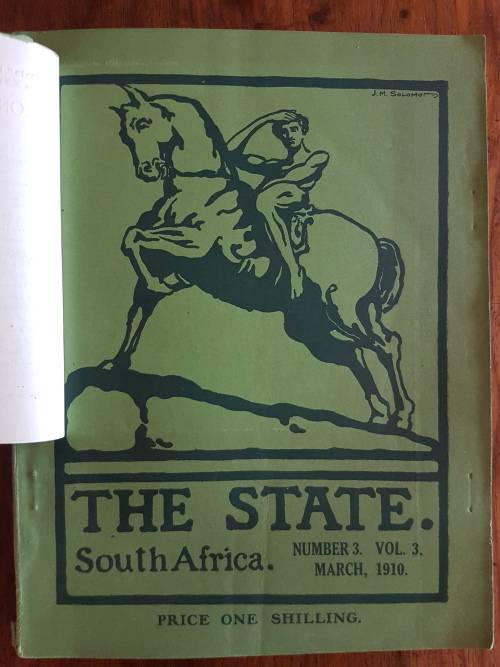 J. M. SOLOMON
THE STATE.
South Africa.
NUMBER 3. VOL. 3.
MARCH, 1910.
PRICE ONE SHILLING.